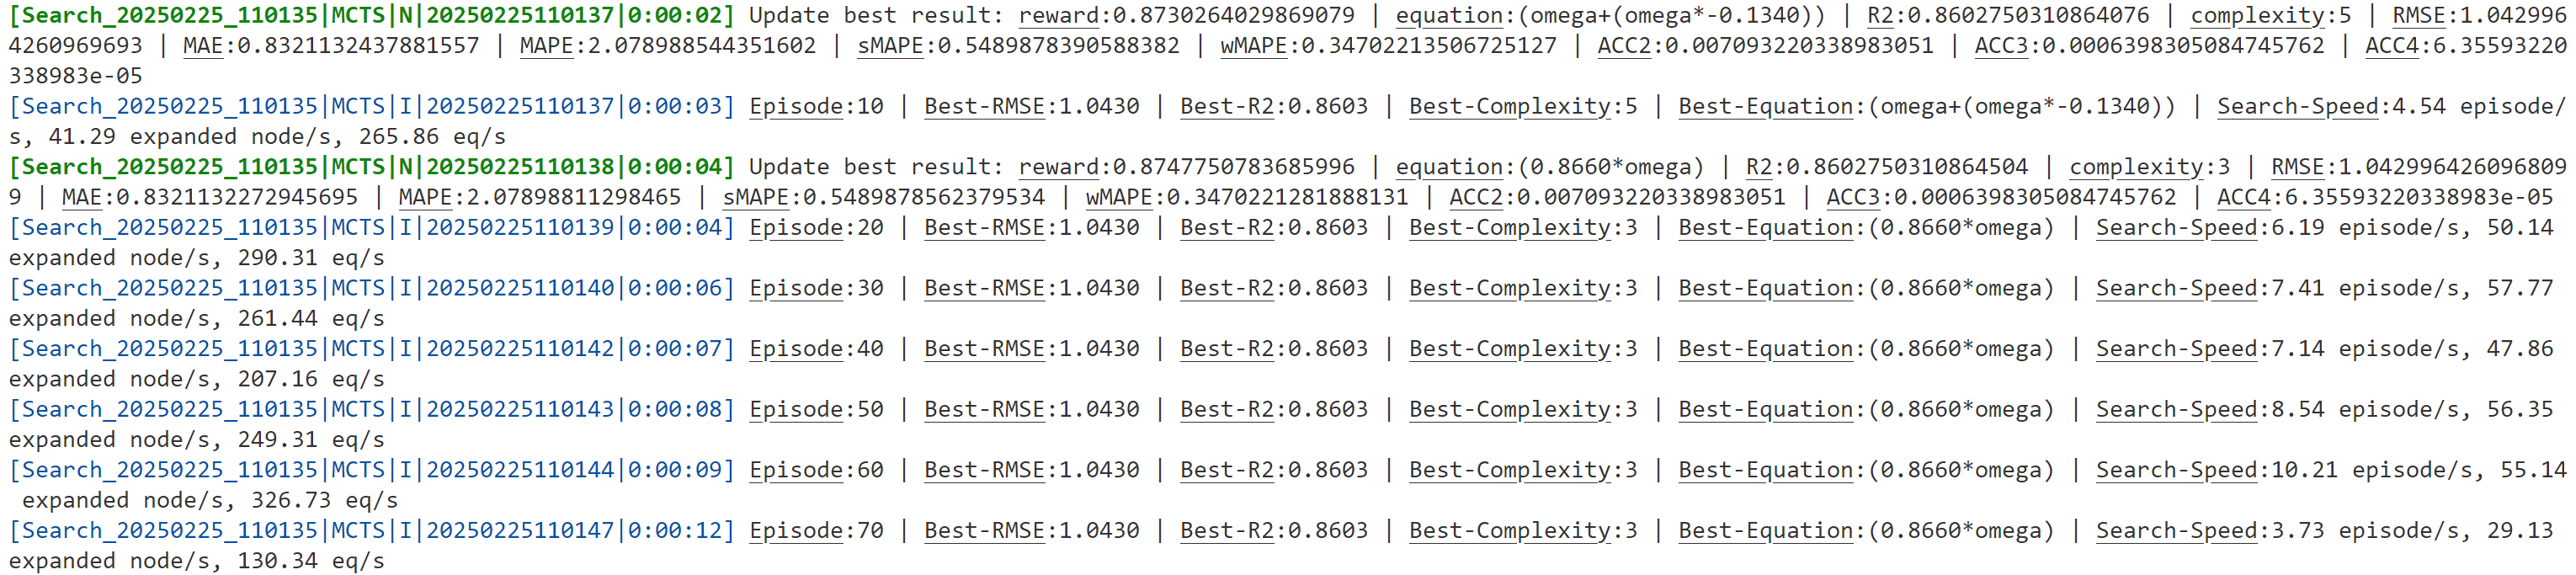 [Search_20250225_110135|MCTS|N|20250225110137|0:00:02] Update best result: reward:0.8730264029869079 | equation:(omega+(omega*-0.1340)) | R2:0.8602750310864076 | complexity:5 | RMSE:1.042996
4260969693 | MAE:0.8321132437881557 | MAPE:2.078988544351602 | sMAPE:0.5489878390588382 | wMAPE:0.34702213506725127 | ACC2:0.007093220338983051 | ACC3:0.0006398305084745762 | ACC4:6.35593220
338983e-05
[Search_20250225_110135|MCTS|I|20250225110137|0:00:03] Episode:10 | Best-RMSE:1.0430 | Best-R2:0.8603 | Best-Complexity:5 | Best-Equation:(omega+(omega*-0.1340)) | Search-Speed:4.54 episode/
s, 41.29 expanded node/s, 265.86 eq/s
[Search_20250225_110135|MCTS|N|20250225110138|0:00:04] Update best result: reward:0.8747750783685996 | equation:(0.8660*omega) | R2:0.8602750310864504 | complexity:3 | RMSE:1.042996426096809
9 | MAE:0.8321132272945695 | MAPE:2.07898811298465 | sMAPE:0.5489878562379534 | wMAPE:0.3470221281888131 | ACC2:0.007093220338983051 | ACC3:0.0006398305084745762 | ACC4:6.35593220338983e-05
[Search_20250225_110135|MCTS|I|20250225110139|0:00:04] Episode:20 | Best-RMSE:1.0430 | Best-R2:0.8603 | Best-Complexity:3 | Best-Equation:(0.8660*omega) | Search-Speed:6.19 episode/s, 50.14
expanded node/s, 290.31 eq/s
[Search_20250225_110135|MCTS|I|20250225110140|0:00:06] Episode:30 | Best-RMSE:1.0430 | Best-R2:0.8603 | Best-Complexity:3 | Best-Equation:(0.8660*omega) | Search-Speed:7.41 episode/s, 57.77
expanded node/s, 261.44 eq/s
[Search_20250225_110135|MCTS|I|20250225110142|0:00:07] Episode:40 | Best-RMSE:1.0430 | Best-R2:0.8603 | Best-Complexity:3 | Best-Equation:(0.8660*omega) | Search-Speed:7.14 episode/s, 47.86
expanded node/s, 207.16 eq/s
[Search_20250225_110135|MCTS|I|20250225110143|0:00:08] Episode:50 | Best-RMSE:1.0430 | Best-R2:0.8603 | Best-Complexity:3 | Best-Equation:(0.8660*omega) | Search-Speed:8.54 episode/s, 56.35
expanded node/s, 249.31 eq/s
[Search_20250225_110135|MCTS|I|20250225110144|0:00:09] Episode:60 | Best-RMSE:1.0430 | Best-R2:0.8603 | Best-Complexity:3 | Best-Equation:(0.8660*omega) | Search-Speed:10.21 episode/s, 55.14
expanded node/s, 326.73 eq/s
[Search_20250225_110135|MCTS|I|20250225110147|0:00:12] Episode:70 | Best-RMSE:1.0430 | Best-R2:0.8603 | Best-Complexity:3 | Best-Equation:(0.8660*omega) | Search-Speed:3.73 episode/s, 29.13
expanded node/s, 130.34 eq/s